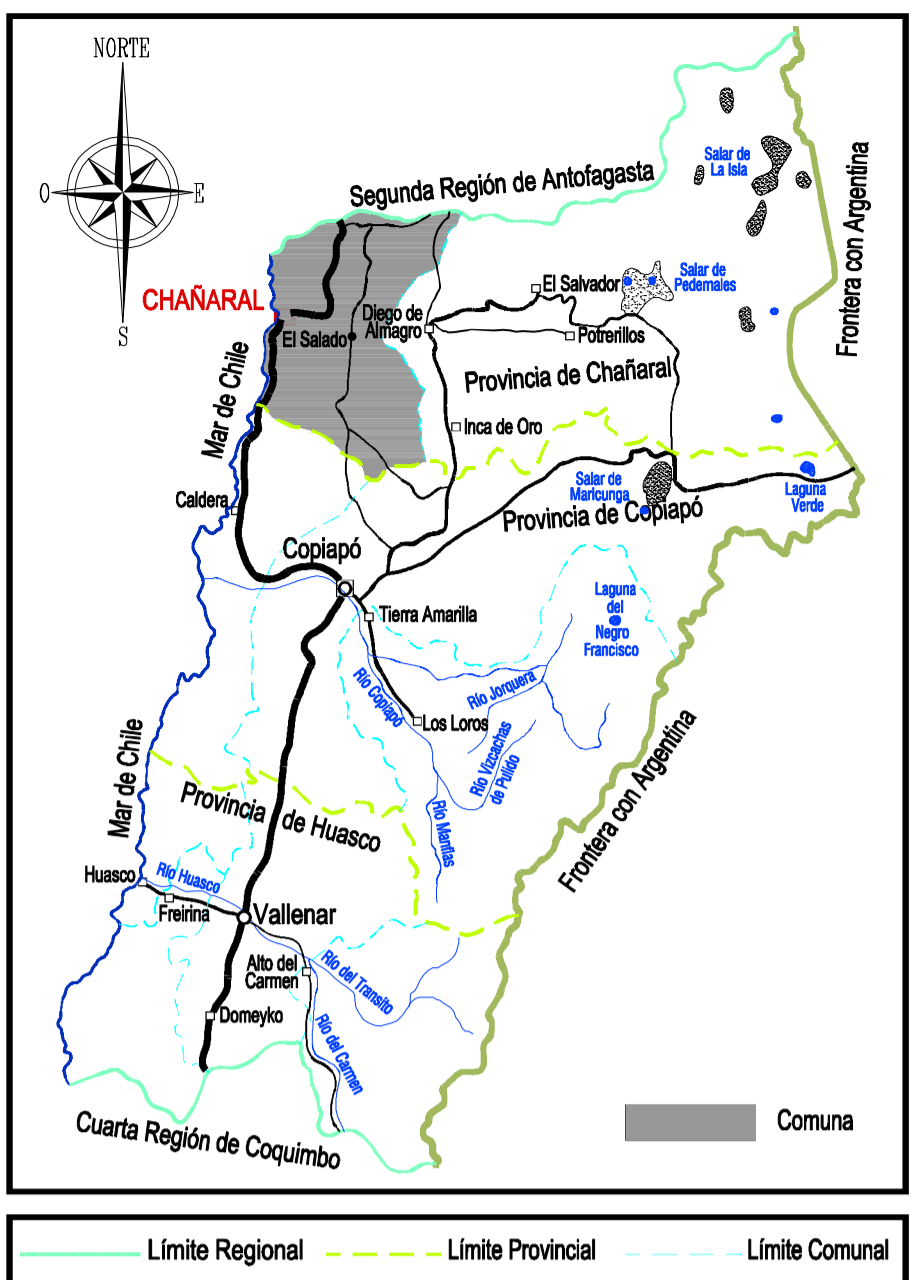 NORTE
O
E
S
Segunda Región de Antofagasta
Salar de
La Isla
Frontera con Argentina
CHAÑARAL
El Salvador
Salar de
Pedernales
Diego de
Almagro
El Salado
Potrerillos
Provincia de Chañaral
Mar de Chile
Inca de Oro
Caldera
Salar de
Maricunga
Laguna
Verde
Provincia de Copiapó
Copiapó
Laguna
del
Negro
Francisco
Tierra Amarilla
Río Copiapó
Río Jorquera
Los Loros
Río Vizcachas
de Pulido
Mar de Chile
Río Manflas
Frontera con Argentina
Provincia de Huasco
Huasco
Río Huasco
Freirina
Vallenar
Alto del
Carmen
Río del Transito
Domeyko
Río del Carmen
Cuarta Región de Coquimbo
Comuna
Límite Regional
Límite Provincial
Límite Comunal